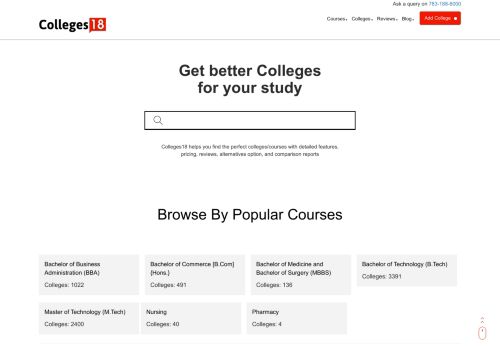 Ask a query on 783-188-8000
Colleges18
Courses Colleges Reviews Blog Add College
Get better Colleges
for your study
Colleges18 helps you find the perfect colleges/courses with detailed features,
pricing, reviews, alternatives option, and comparison reports
Browse By Popular Courses
Bachelor of Business
Administration (BBA)
Colleges: 1022
Bachelor of Commerce [B.Com]
{Hons.}
Colleges: 491
Bachelor of Medicine and
Bachelor of Surgery (MBBS)
Colleges: 136
Bachelor of Technology (B.Tech)
Colleges: 3391
Master of Technology (M.Tech)
Colleges: 2400
Nursing
Colleges: 40
Pharmacy
Colleges: 4